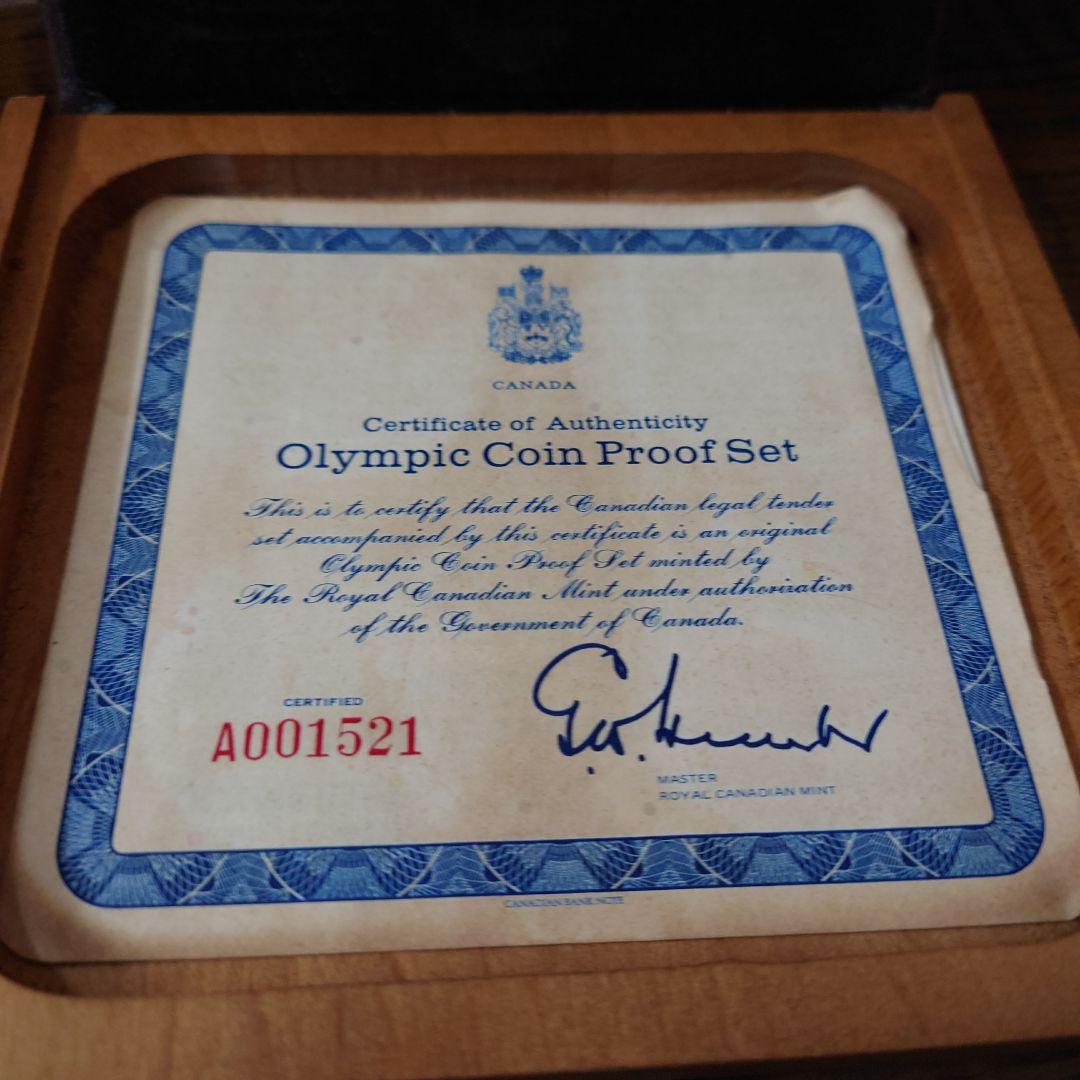 CANADA
Certificate of Authenticity
Olympic Coin Proof Set
This is to certify that the Canadian legal tender
set accompanied by this certificate is an original
Olympic Coin Proof Set minted by
The Royal Canadian Mint under authorization
of the Government of Canada.
CERTIFIED
A001521
MASTER
ROYAL CANADIAN MINT
CANADIAN BANK NOTE